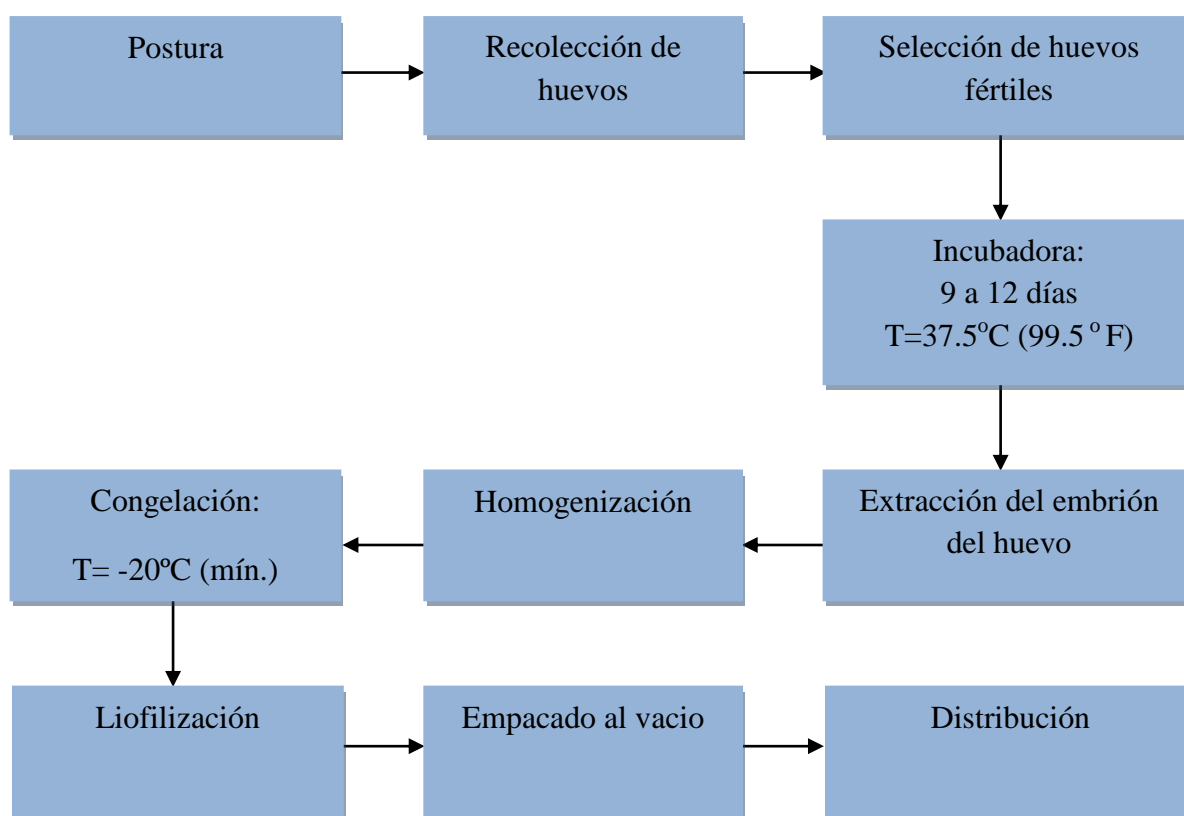 Postura
Recolección de
huevos
Selección de huevos
fértiles
Incubadora:
9 a 12 días
T=37.5°C (99.5 ° F)
Extracción del embrión
del huevo
Homogenización
Congelación:
T= -20ºC (mín.)
Liofilización
Empacado al vacio
Distribución